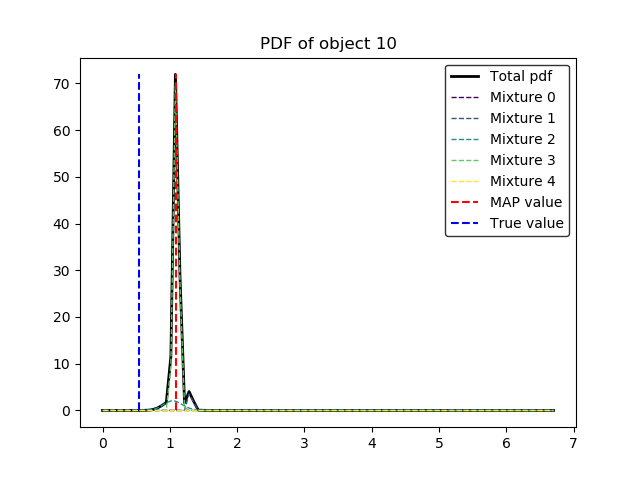 PDF of object 10
70
60
50
40
30
20
10
0
0 1 2 3 4 5 6 7
Total pdf
Mixture 0
Mixture 1
Mixture 2
Mixture 3
Mixture 4
MAP value
True value